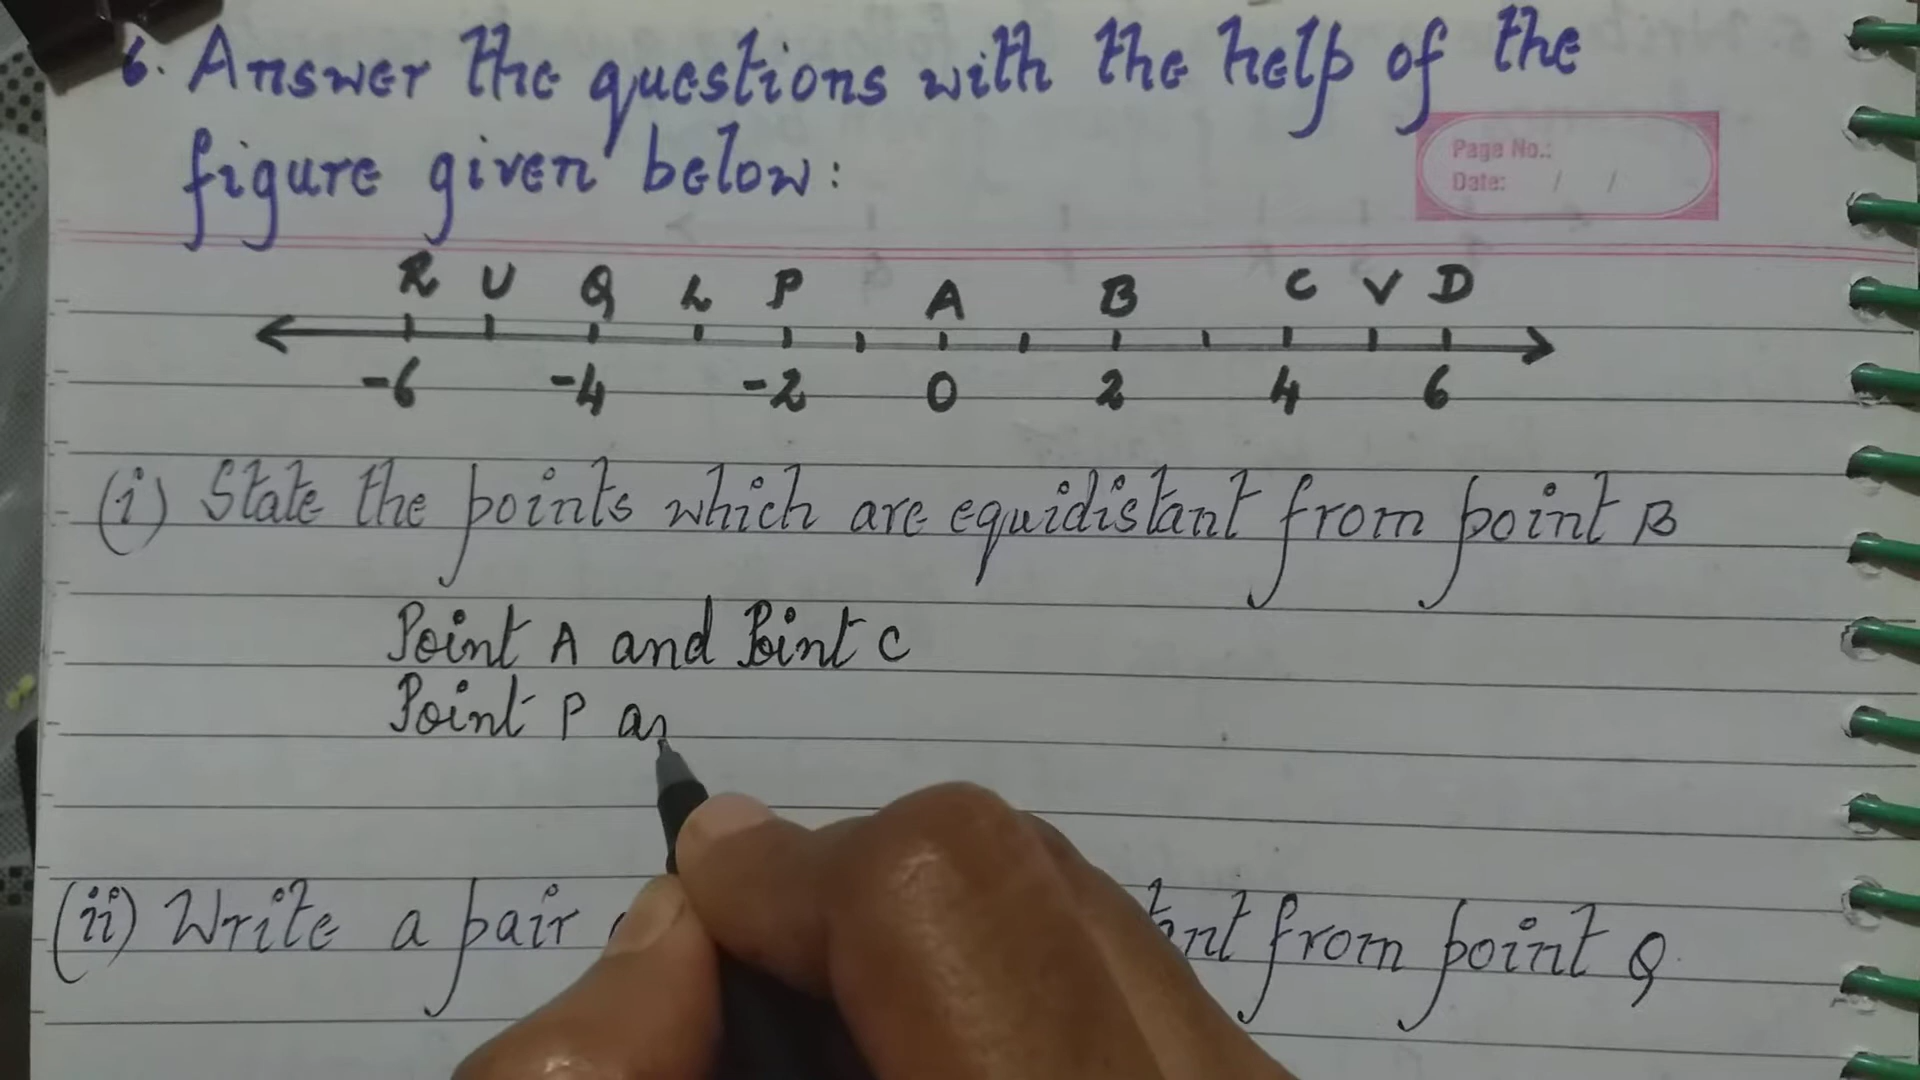 6. Answer the questions with the help of the
figure given below:
Page No.:
Date: / /
R U Q L P A B C V D
-6 -4 -2 0 2 4 6
(i) State the points which are equidistant from point B
Point A and Point C
Point P an
(ii) Write a pair from point Q.